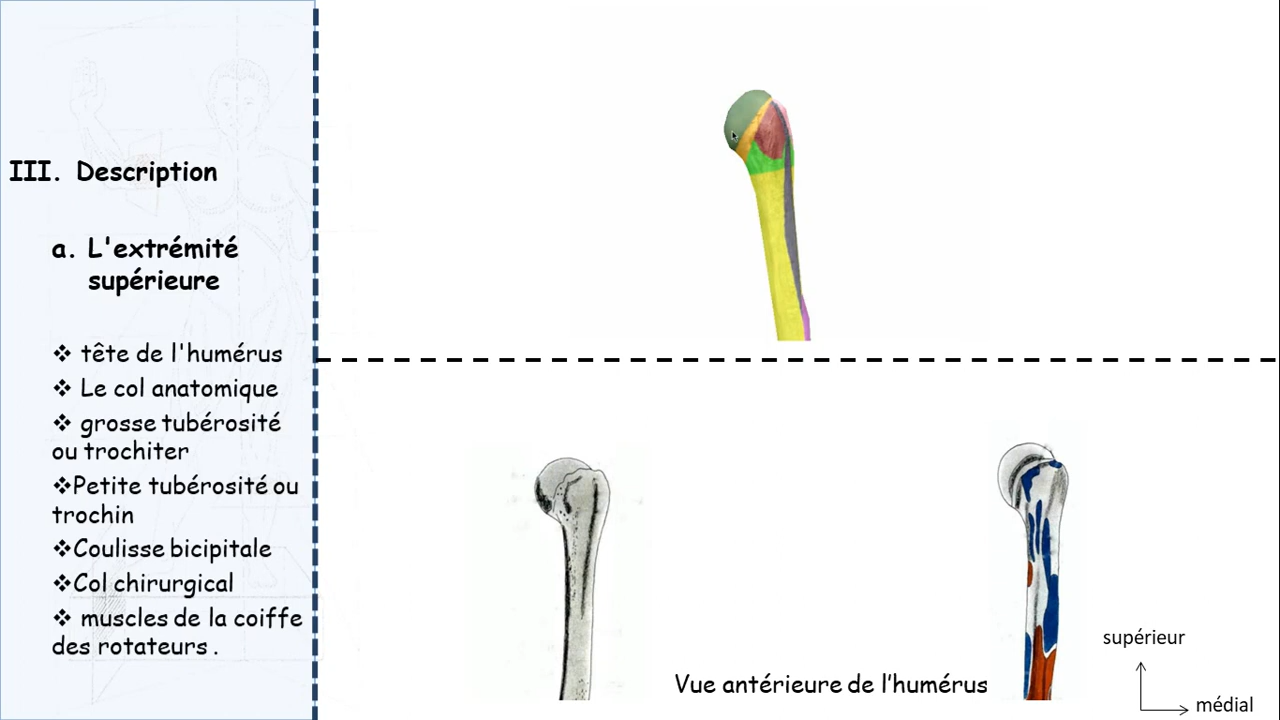 III. Description
a. L'extrémité
supérieure
❖ tête de l'humérus
❖ Le col anatomique
❖ grosse tubérosité
ou trochiter
❖Petite tubérosité ou
trochin
❖Coulisse bicipitale
❖Col chirurgical
❖ muscles de la coiffe
des rotateurs .
Vue antérieure de l’humérus
supérieur
médial